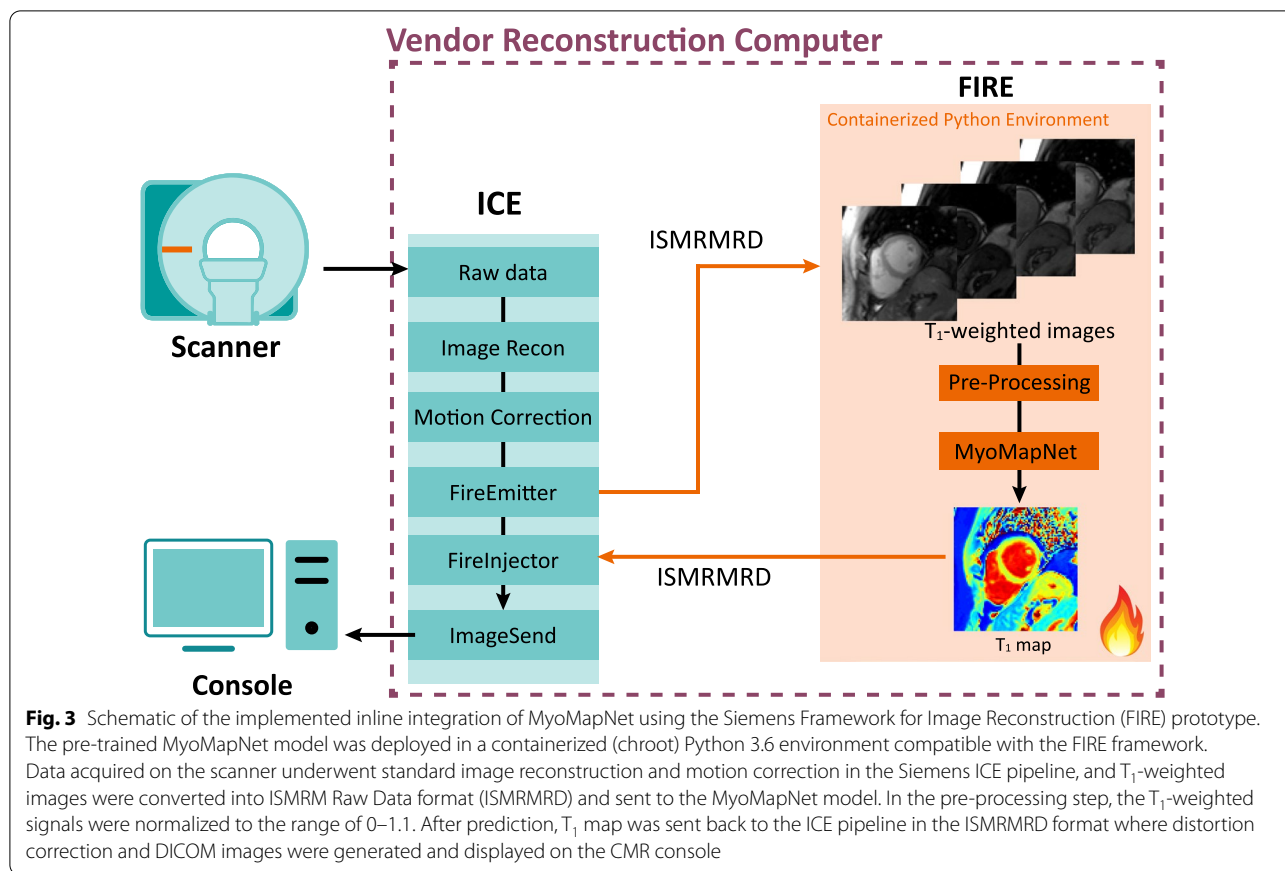 Vendor Reconstruction Computer
FIRE
Containerized Python Environment
ICE
ISMRMRD
Raw data
Scanner
Image Recon
T₁-weighted images
Pre-Processing
Motion Correction
MyoMapNet
FireEmitter
FireInjector
ISMRMRD
ImageSend
T₁ map
Console
Fig. 3 Schematic of the implemented inline integration of MyoMapNet using the Siemens Framework for Image Reconstruction (FIRE) prototype.
The pre-trained MyoMapNet model was deployed in a containerized (chroot) Python 3.6 environment compatible with the FIRE framework.
Data acquired on the scanner underwent standard image reconstruction and motion correction in the Siemens ICE pipeline, and T₁-weighted
images were converted into ISMRM Raw Data format (ISMRMRD) and sent to the MyoMapNet model. In the pre-processing step, the T₁-weighted
signals were normalized to the range of 0–1.1. After prediction, T₁ map was sent back to the ICE pipeline in the ISMRMRD format where distortion
correction and DICOM images were generated and displayed on the CMR console